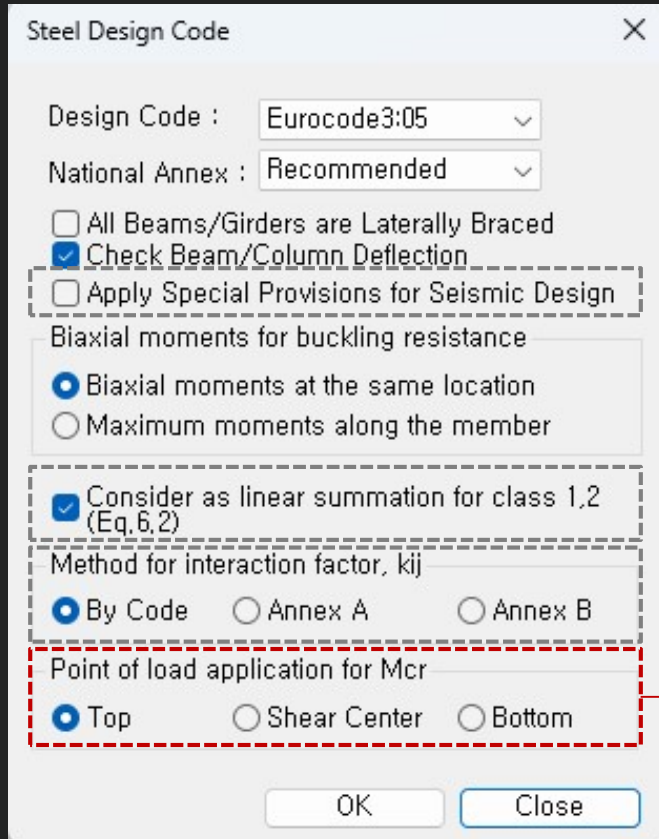 Steel Design Code
Design Code :
Eurocode3:05
National Annex :
Recommended
All Beams/Girders are Laterally Braced
Check Beam/Column Deflection
Apply Special Provisions for Seismic Design
Biaxial moments for buckling resistance
Biaxial moments at the same location
Maximum moments along the member
Consider as linear summation for class 1,2
(Eq,6,2)
Method for interaction factor, kij
By Code
Annex A
Annex B
Point of load application for Mcr
Top
Shear Center
Bottom
OK
Close